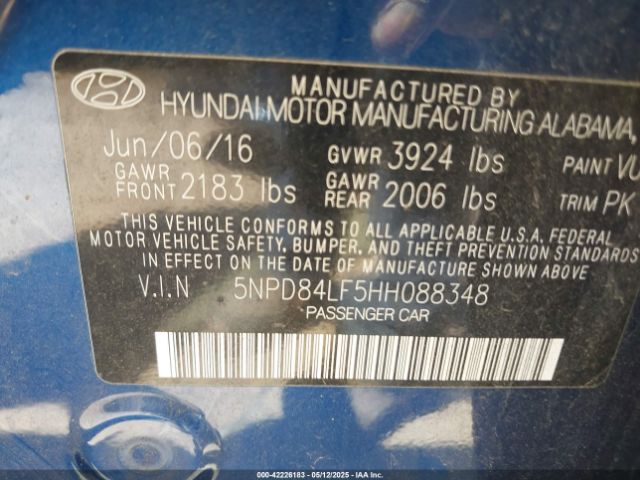 MANUFACTURED BY
HYUNDAI MOTOR MANUFACTURING ALABAMA,
Jun/06/16 GVWR 3924 lbs PAINT VU
GAWR FRONT 2183 lbs GAWR REAR 2006 lbs TRIM PK
THIS VEHICLE CONFORMS TO ALL APPLICABLE U.S.A. FEDERAL
MOTOR VEHICLE SAFETY, BUMPER, AND THEFT PREVENTION STANDARDS
IN EFFECT ON THE DATE OF MANUFACTURE SHOWN ABOVE
V.I.N 5NPD84LF5HH088348
PASSENGER CAR
000-42226183 - 05/12/2025 - IAAI.COM